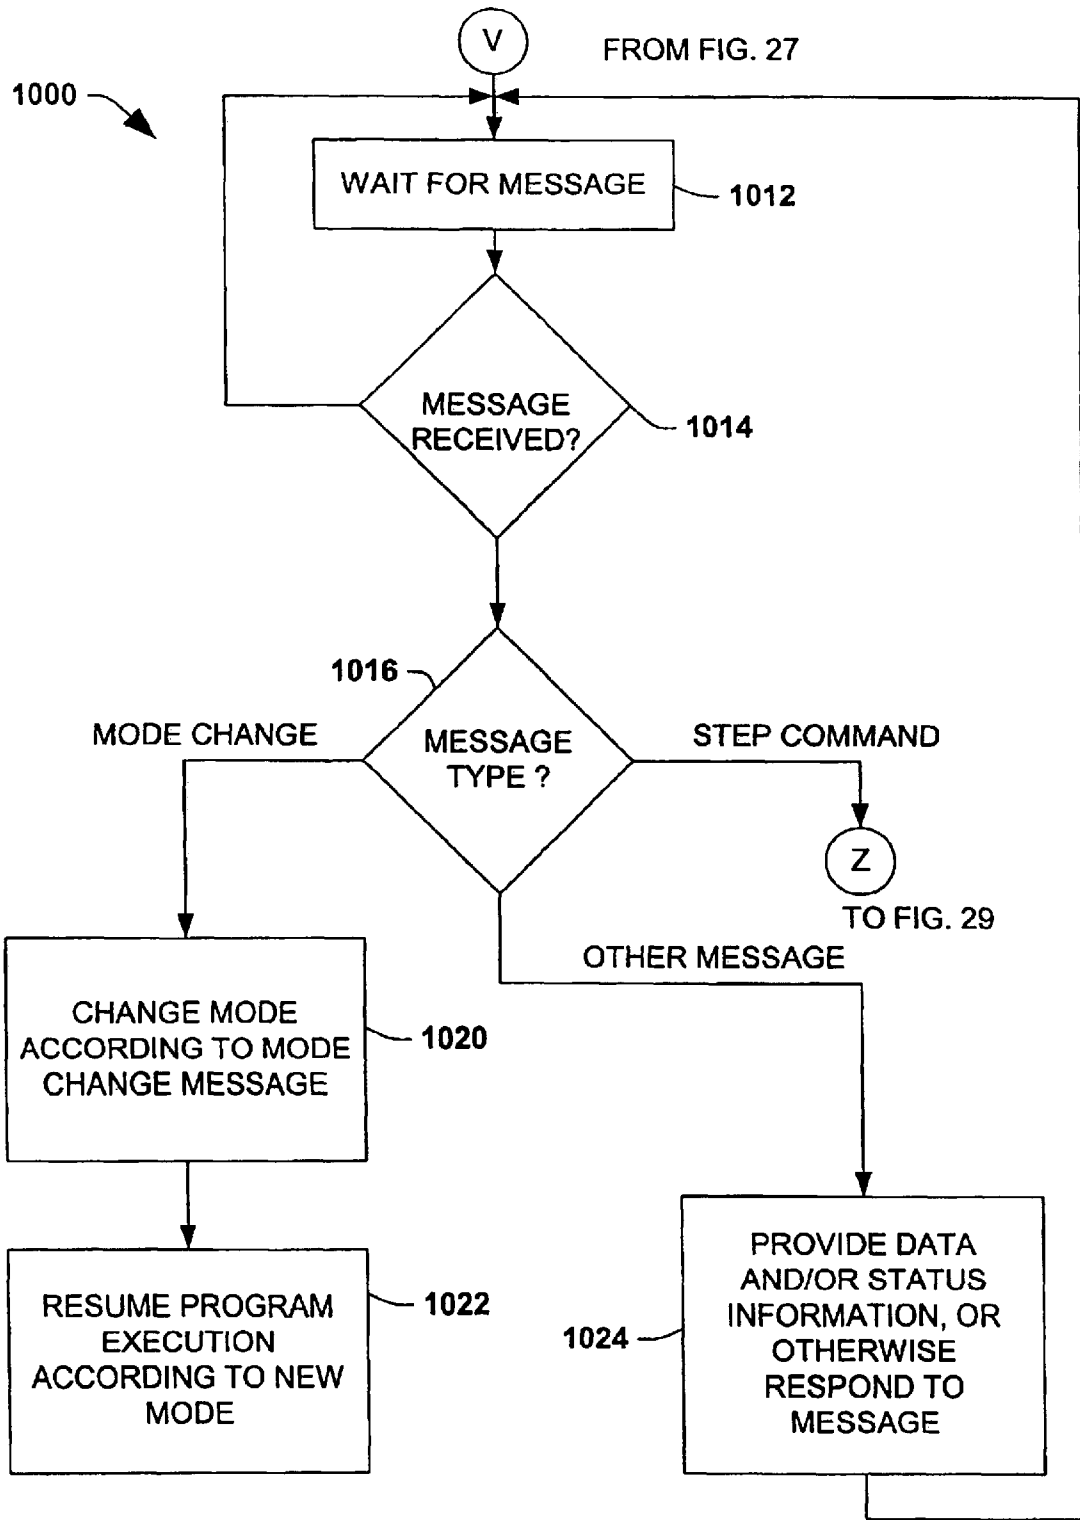 V
FROM FIG. 27
1000
WAIT FOR MESSAGE
1012
MESSAGE
RECEIVED?
1014
1016
MODE CHANGE
MESSAGE
TYPE ?
STEP COMMAND
Z
TO FIG. 29
OTHER MESSAGE
CHANGE MODE
ACCORDING TO MODE
CHANGE MESSAGE
1020
RESUME PROGRAM
EXECUTION
ACCORDING TO NEW
MODE
1022
PROVIDE DATA
AND/OR STATUS
INFORMATION, OR
OTHERWISE
RESPOND TO
MESSAGE
1024